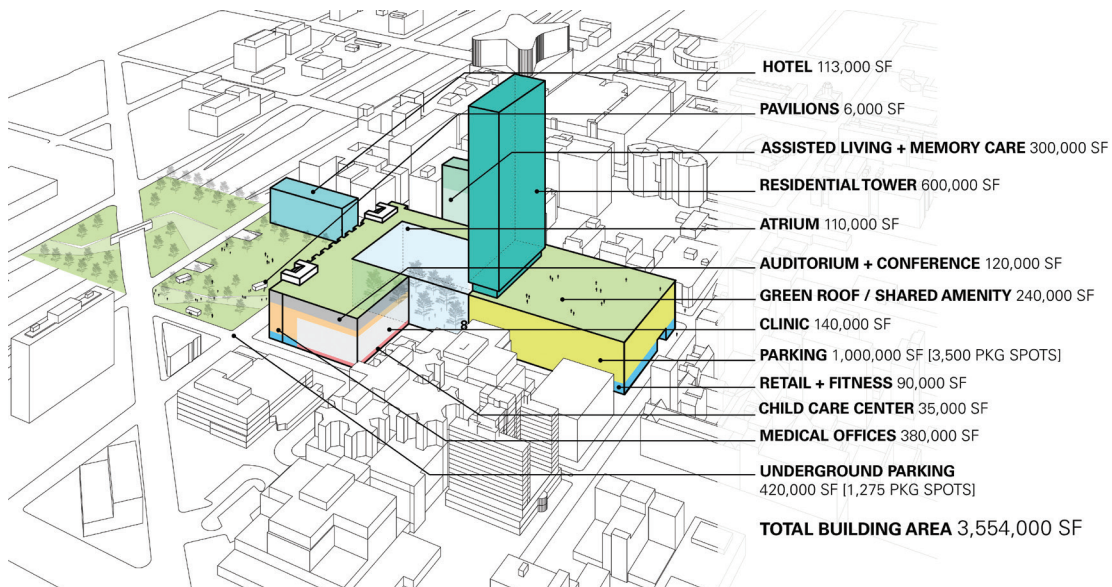 HOTEL 113,000 SF
PAVILIONS 6,000 SF
ASSISTED LIVING + MEMORY CARE 300,000 SF
RESIDENTIAL TOWER 600,000 SF
ATRIUM 110,000 SF
AUDITORIUM + CONFERENCE 120,000 SF
GREEN ROOF / SHARED AMENITY 240,000 SF
8
CLINIC 140,000 SF
PARKING 1,000,000 SF [3,500 PKG SPOTS]
RETAIL + FITNESS 90,000 SF
CHILD CARE CENTER 35,000 SF
MEDICAL OFFICES 380,000 SF
UNDERGROUND PARKING
420,000 SF [1,275 PKG SPOTS]
TOTAL BUILDING AREA 3,554,000 SF